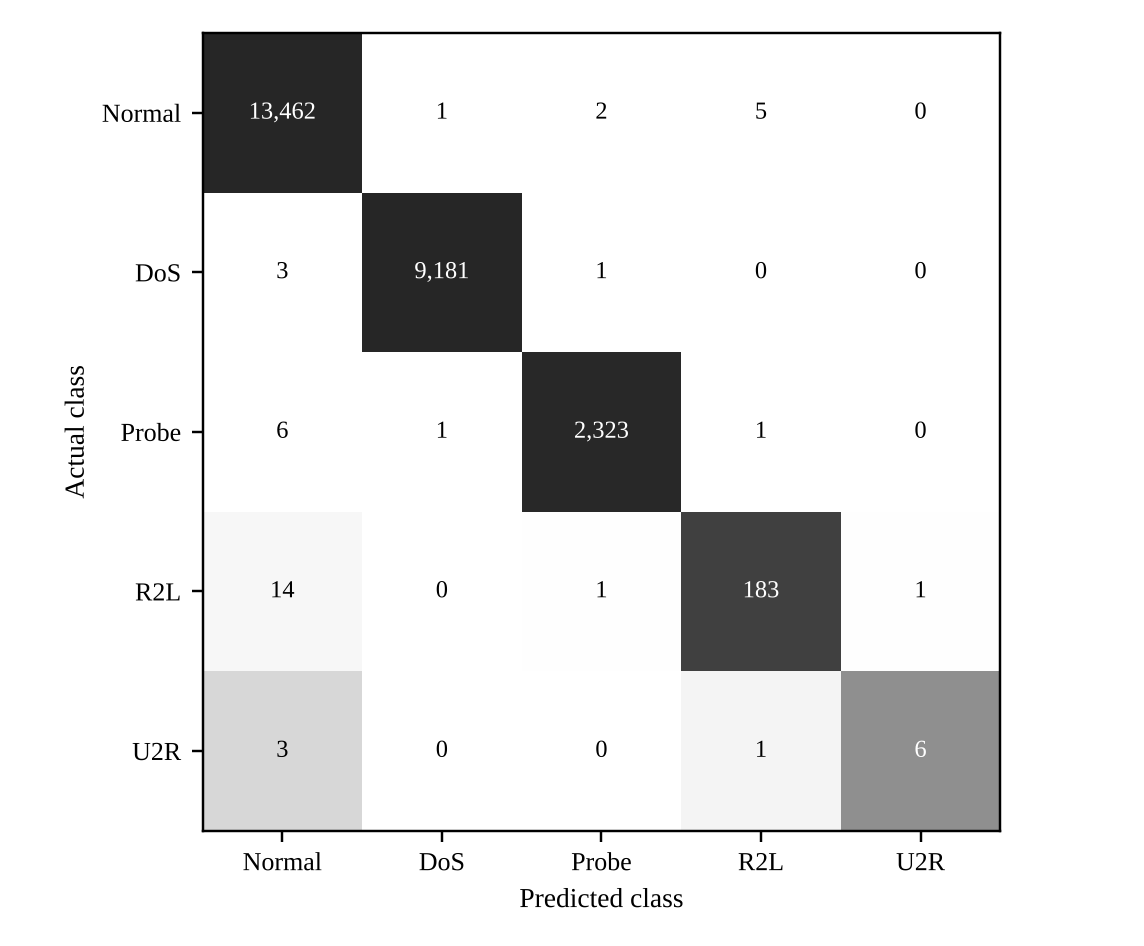 Normal 13,462 1 2 5 0
DoS 3 9,181 1 0 0
Actual class
Probe 6 1 2,323 1 0
R2L 14 0 1 183 1
U2R 3 0 0 1 6
Normal DoS Probe R2L U2R
Predicted class